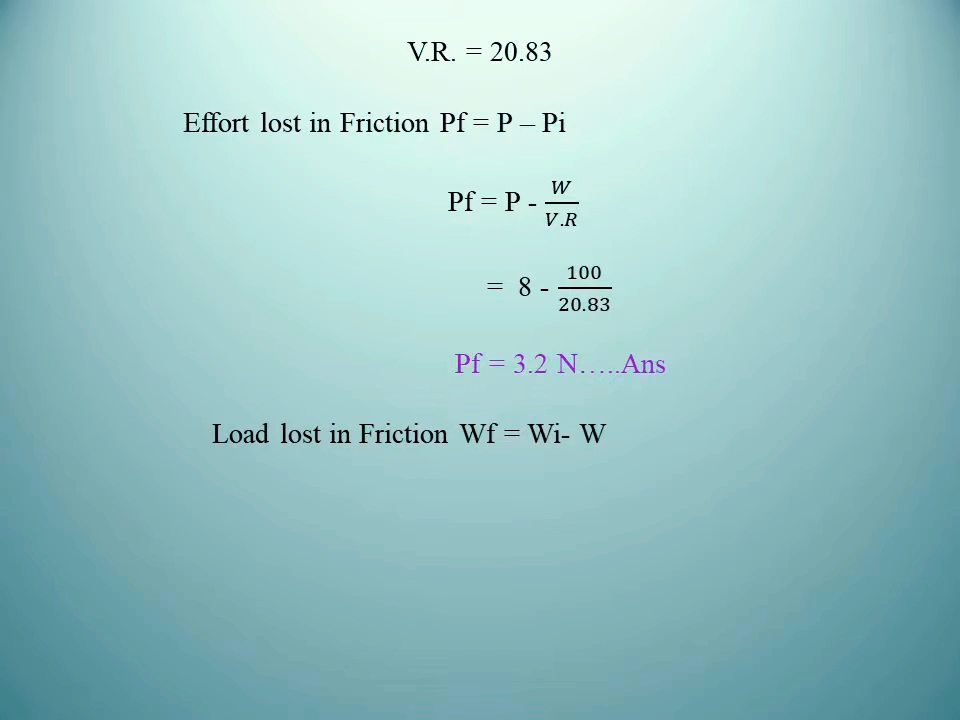 V.R. = 20.83
Effort lost in Friction Pf = P – Pi
Pf = P - W/V.R
= 8 - 100/20.83
Pf = 3.2 N…..Ans
Load lost in Friction Wf = Wi- W